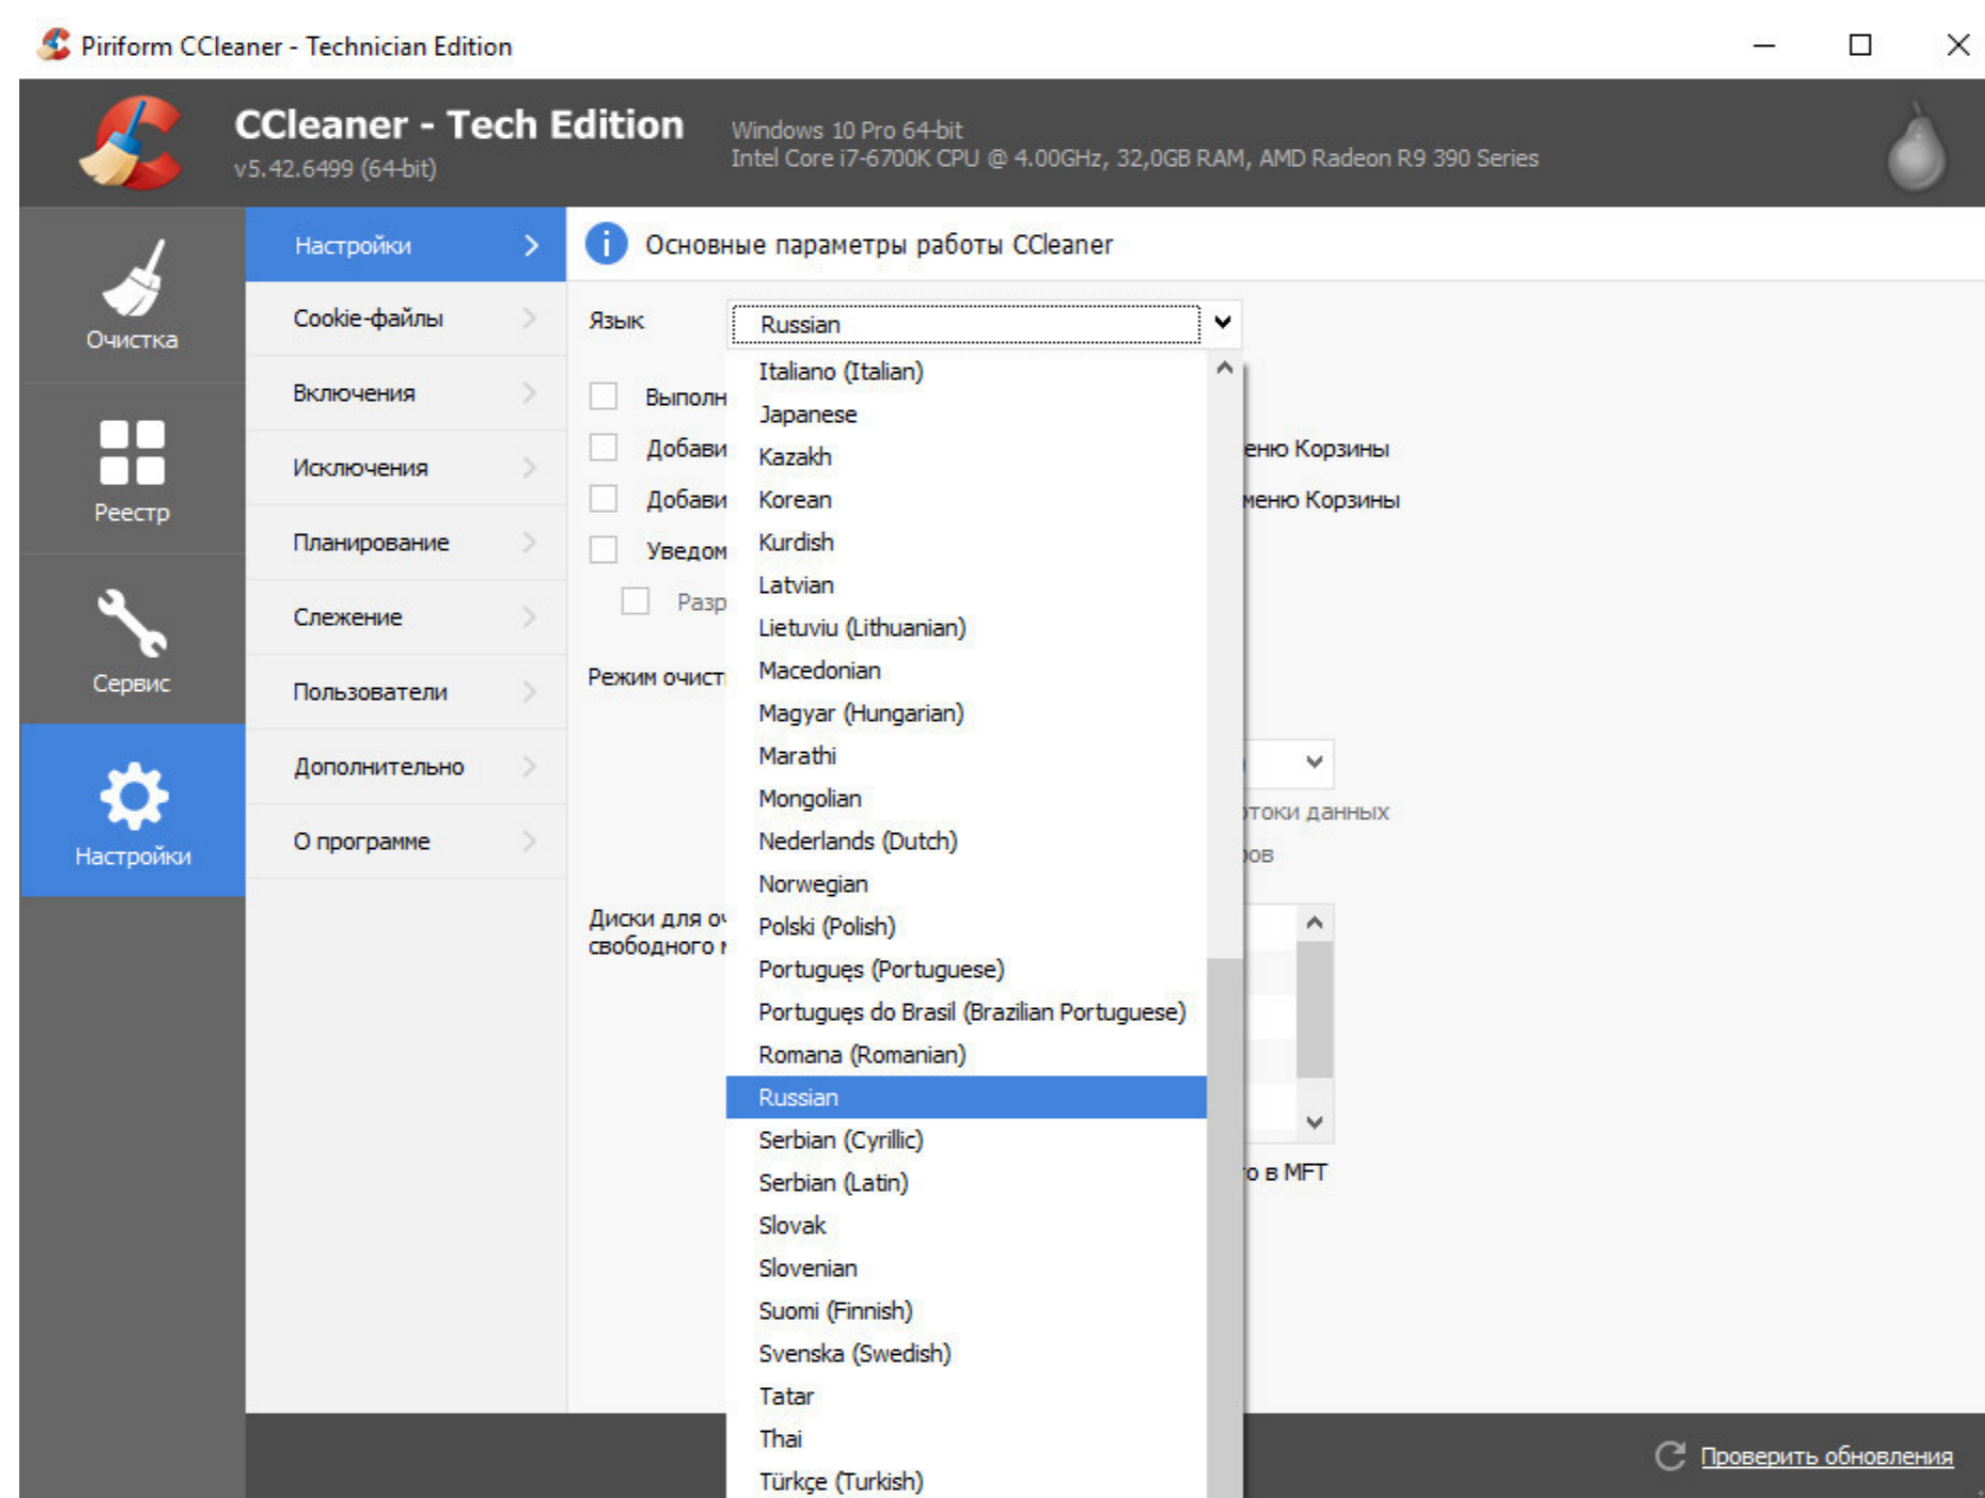 Piriform CCleaner - Technician Edition
CCleaner - Tech Edition
v5.42.6499 (64-bit)
Windows 10 Pro 64-bit
Intel Core i7-6700K CPU @ 4.00GHz, 32,0GB RAM, AMD Radeon R9 390 Series
Очистка
Реестр
Сервис
Настройки
Настройки
Cookie-файлы
Включения
Исключения
Планирование
Слежение
Пользователи
Дополнительно
О программе
Основные параметры работы CCleaner
Язык
Russian
Выполн
Добави
еню Корзины
Добави
меню Корзины
Уведом
Разр
Режим очист
токи данных
ров
Диски для оч
свободного м
о в MFT
Italiano (Italian)
Japanese
Kazakh
Korean
Kurdish
Latvian
Lietuviu (Lithuanian)
Macedonian
Magyar (Hungarian)
Marathi
Mongolian
Nederlands (Dutch)
Norwegian
Polski (Polish)
Portuguęs (Portuguese)
Portuguęs do Brasil (Brazilian Portuguese)
Romana (Romanian)
Russian
Serbian (Cyrillic)
Serbian (Latin)
Slovak
Slovenian
Suomi (Finnish)
Svenska (Swedish)
Tatar
Thai
Türkçe (Turkish)
Проверить обновления